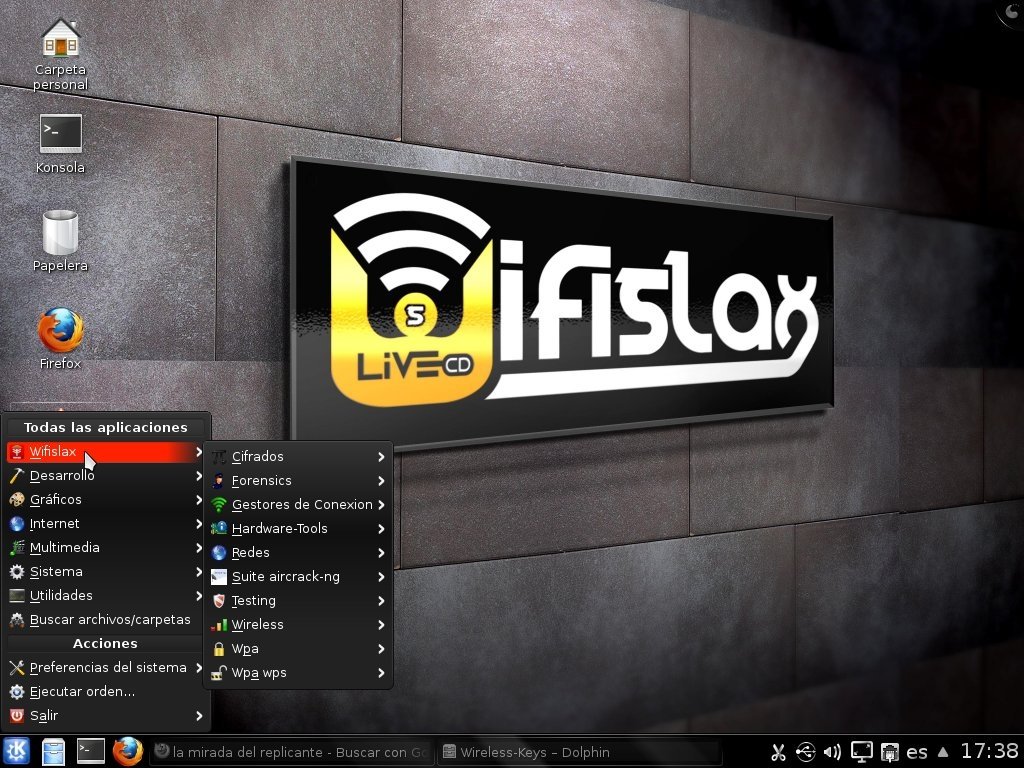 Carpeta
personal
Konsola
Papelera
Firefox
ifislax
S
LiVE CD
Todas las aplicaciones
Wifislax
Desarrollo
Gráficos
Internet
Multimedia
Sistema
Utilidades
Buscar archivos/carpetas
Acciones
Preferencias del sistema
Ejecutar orden...
Salir
Cifrados
Forensics
Gestores de Conexion
Hardware-Tools
Redes
Suite aircrack-ng
Testing
Wireless
Wpa
Wpa wps
la mirada del replicante - Buscar con Go
Wireless-Keys – Dolphin
es
17:38